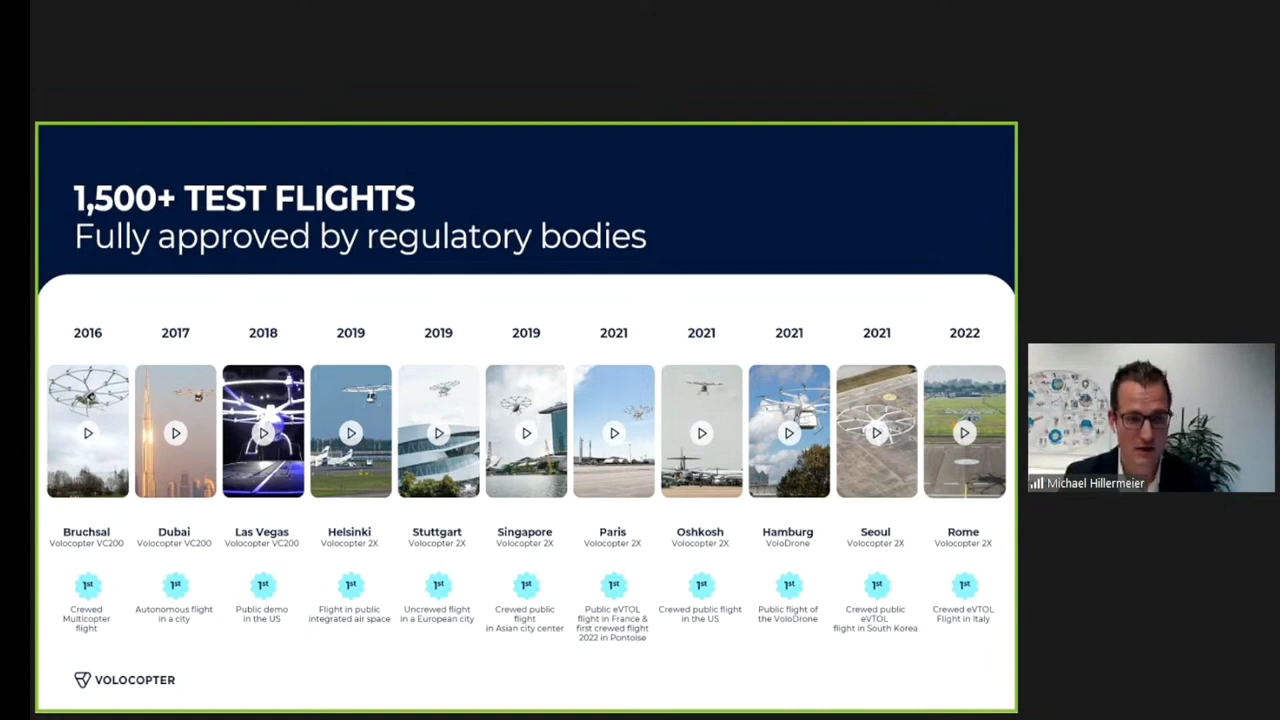 1,500+ TEST FLIGHTS
Fully approved by regulatory bodies
2016 2017 2018 2019 2019 2019 2021 2021 2021 2021 2022
Bruchsal Dubai Las Vegas Helsinki Stuttgart Singapore Paris Oshkosh Hamburg Seoul Rome
Volocopter VC200 Volocopter VC200 Volocopter VC200 Volocopter 2X Volocopter 2X Volocopter 2X Volocopter 2X Volocopter 2X VoloDrone Volocopter 2X Volocopter 2X
1st 1st 1st 1st 1st 1st 1st 1st 1st 1st 1st
Crewed
Multicopter
flight
Autonomous flight
in a city
Public demo
in the US
Flight in public
integrated air space
Uncrewed flight
in a European city
Crewed public
flight
in Asian city center
Public eVTOL
flight in France &
first crewed flight
2022 in Pontoise
Crewed public flight
in the US
Public flight of
the VoloDrone
Crewed public
eVTOL
flight in South Korea
Crewed eVTOL
Flight in Italy
VOLOCOPTER
Michael Hillermeier